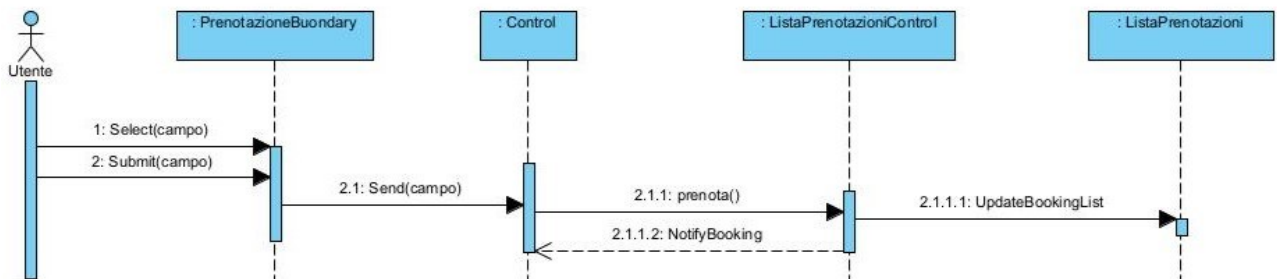 : PrenotazioneBuondary
: Control
: ListaPrenotazioniControl
: ListaPrenotazioni
Utente
1: Select(campo)
2: Submit(campo)
2.1: Send(campo)
2.1.1: prenota()
2.1.1.1: UpdateBookingList
2.1.1.2: NotifyBooking